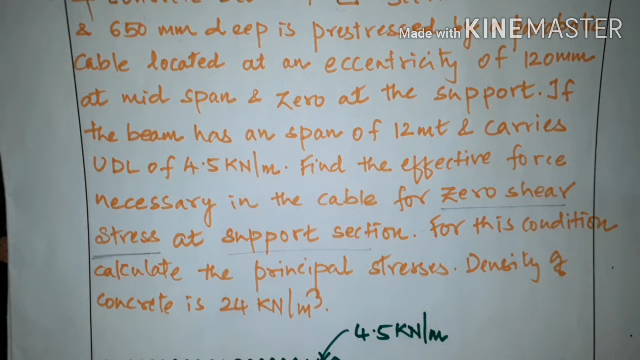 Made with KINEMASTER
& 650 mm deep is prestressed by
cable located at an eccentricity of 120mm
at mid span & zero at the support. If
the beam has an span of 12mt & carries
UDL of 4.5KN/m. Find the effective force
necessary in the cable for zero shear
stress at support section. For this condition
calculate the principal stresses. Density of
concrete is 24 KN/m³.
4.5KN/m